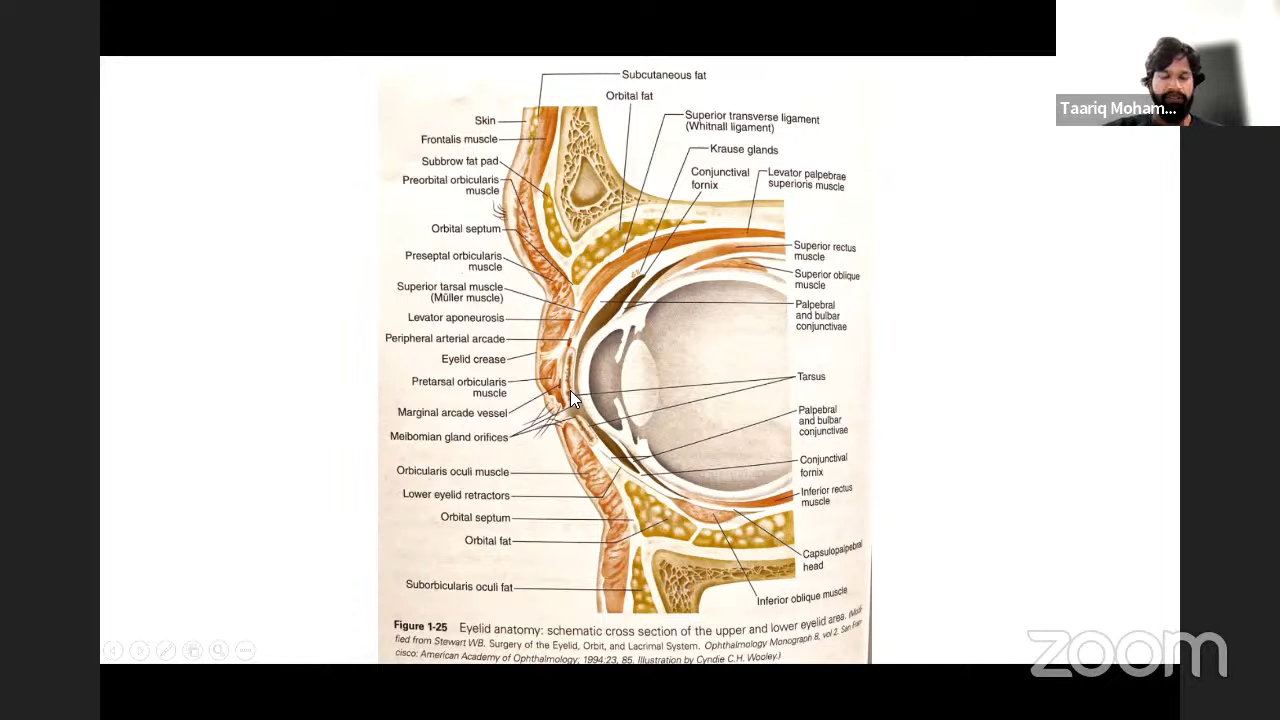 Taariq Moham...
Subcutaneous fat
Orbital fat
Skin
Superior transverse ligament
(Whitnall ligament)
Frontalis muscle
Krause glands
Subbrow fat pad
Conjunctival
fornix
Levator palpebrae
superioris muscle
Preorbital orbicularis
muscle
Orbital septum
Superior rectus
muscle
Preseptal orbicularis
muscle
Superior oblique
muscle
Superior tarsal muscle
(Müller muscle)
Palpebral
and bulbar
conjunctivae
Levator aponeurosis
Peripheral arterial arcade
Eyelid crease
Tarsus
Pretarsal orbicularis
muscle
Marginal arcade vessel
Palpebral
and bulbar
conjunctivae
Meibomian gland orifices
Conjunctival
fornix
Orbicularis oculi muscle
Lower eyelid retractors
Inferior rectus
muscle
Orbital septum
Orbital fat
Capsulopalpebral
head
Suborbicularis oculi fat
Inferior oblique muscle
Figure 1-25 Eyelid anatomy: schematic cross section of the upper and lower eyelid area. (Modi-
fied from Stewart WB. Surgery of the Eyelid, Orbit, and Lacrimal System. Ophthalmology Monograph 8, vol 2. San Fran-
cisco: American Academy of Ophthalmology; 1994:23, 85. Illustration by Cyndie C.H. Wooley.)
zoom